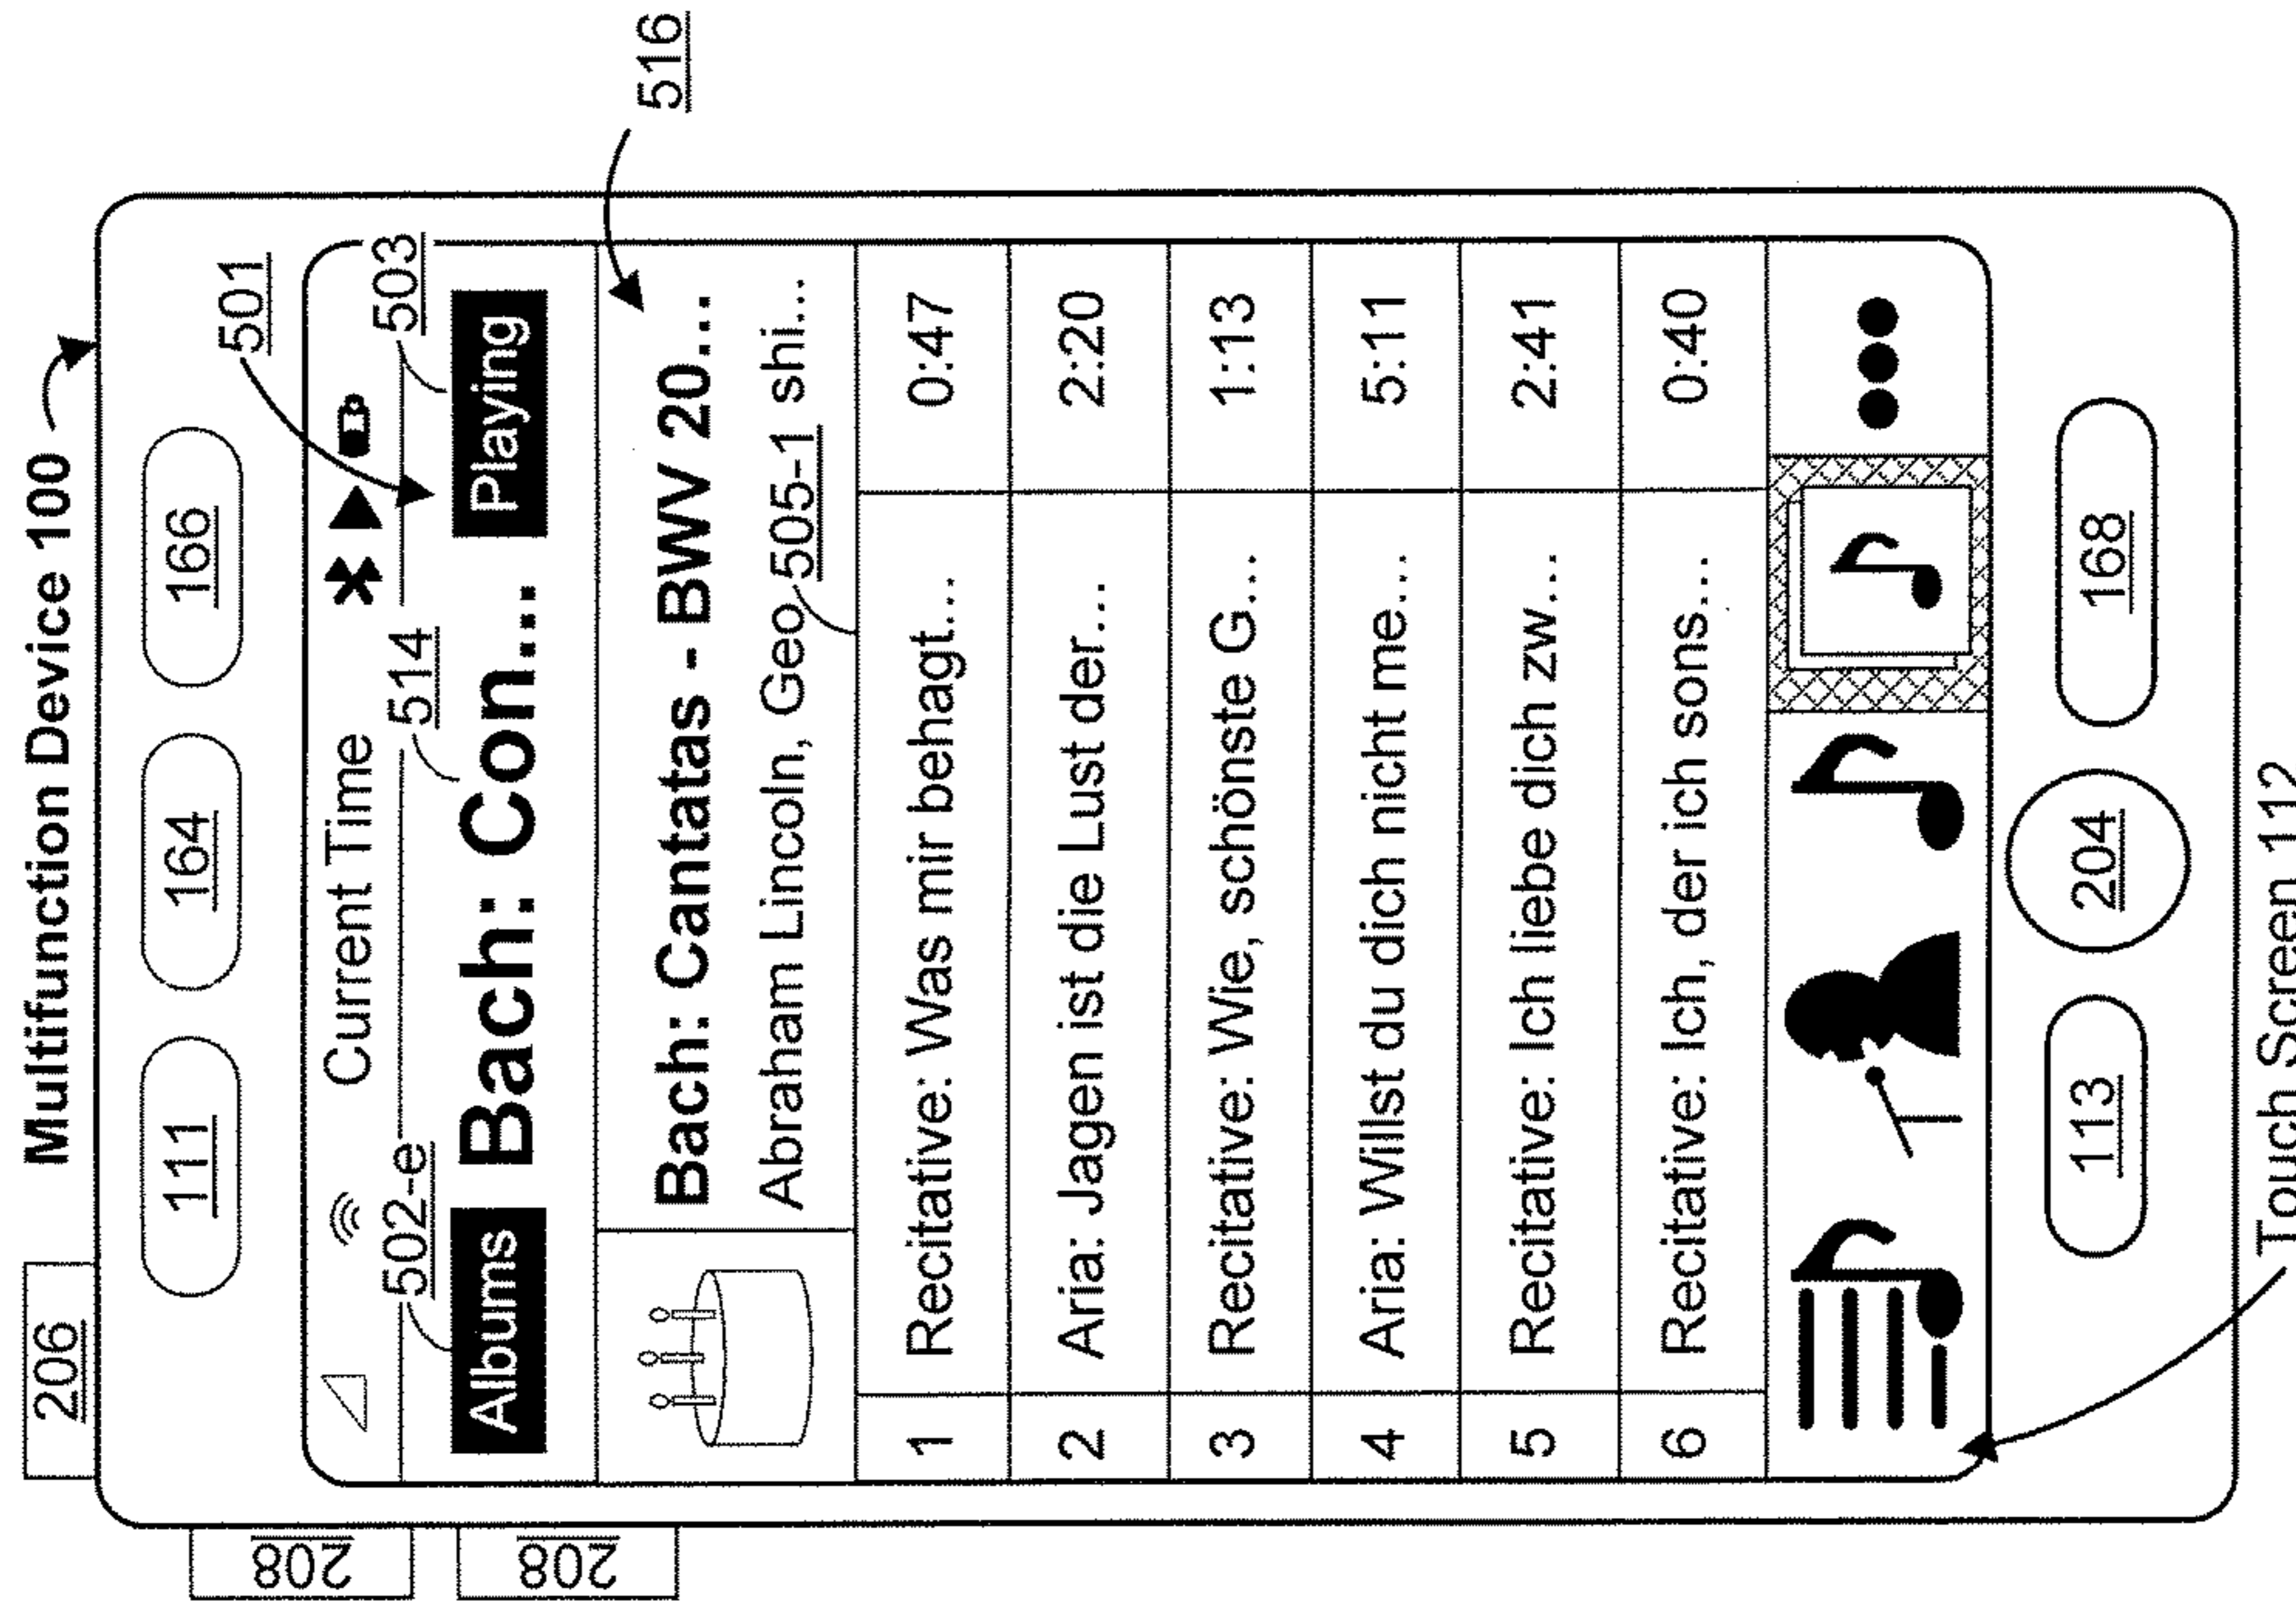 206
Multifunction Device 100
208
208
111
164
166
501
516
Current Time
502-e
514
503
Albums
Bach: Con...
Playing
Bach: Cantatas - BWV 20...
Abraham Lincoln, Geo
shi...
505-1
1 Recitative: Was mir behagt... 0:47
2 Aria: Jagen ist die Lust der... 2:20
3 Recitative: Wie, schönste G... 1:13
4 Aria: Willst du dich nicht me... 5:11
5 Recitative: Ich liebe dich zw... 2:41
6 Recitative: Ich, der ich sons... 0:40
113
204
168
Touch Screen 112